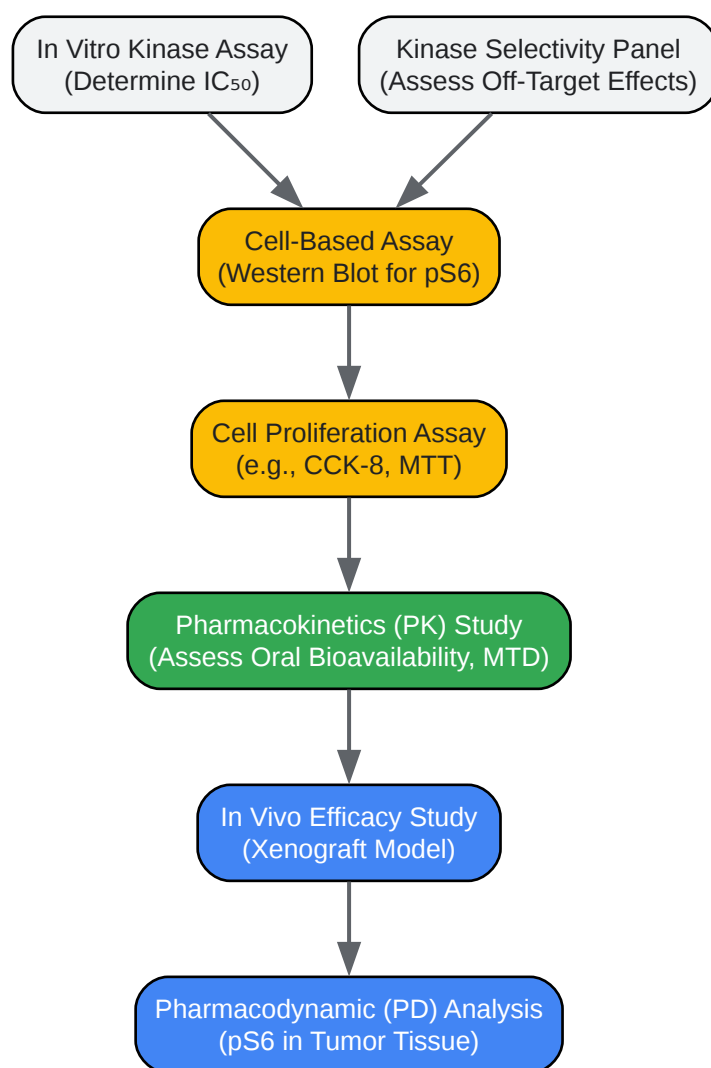 In Vitro Kinase Assay
(Determine IC₅₀)
Kinase Selectivity Panel
(Assess Off-Target Effects)
Cell-Based Assay
(Western Blot for pS6)
Cell Proliferation Assay
(e.g., CCK-8, MTT)
Pharmacokinetics (PK) Study
(Assess Oral Bioavailability, MTD)
In Vivo Efficacy Study
(Xenograft Model)
Pharmacodynamic (PD) Analysis
(pS6 in Tumor Tissue)